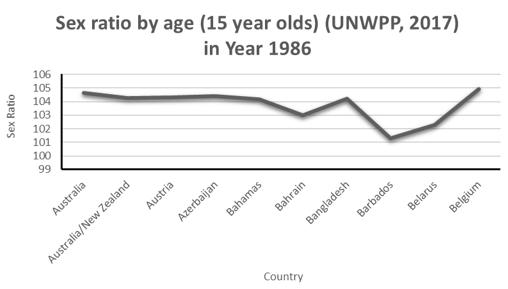 Sex ratio by age (15 year olds) (UNWPP, 2017)
in Year 1986
106
105
104
103
102
101
100
99
Sex Ratio
Australia
Australia/New Zealand
Austria
Azerbaijan
Bahamas
Bahrain
Bangladesh
Barbados
Belarus
Belgium
Country